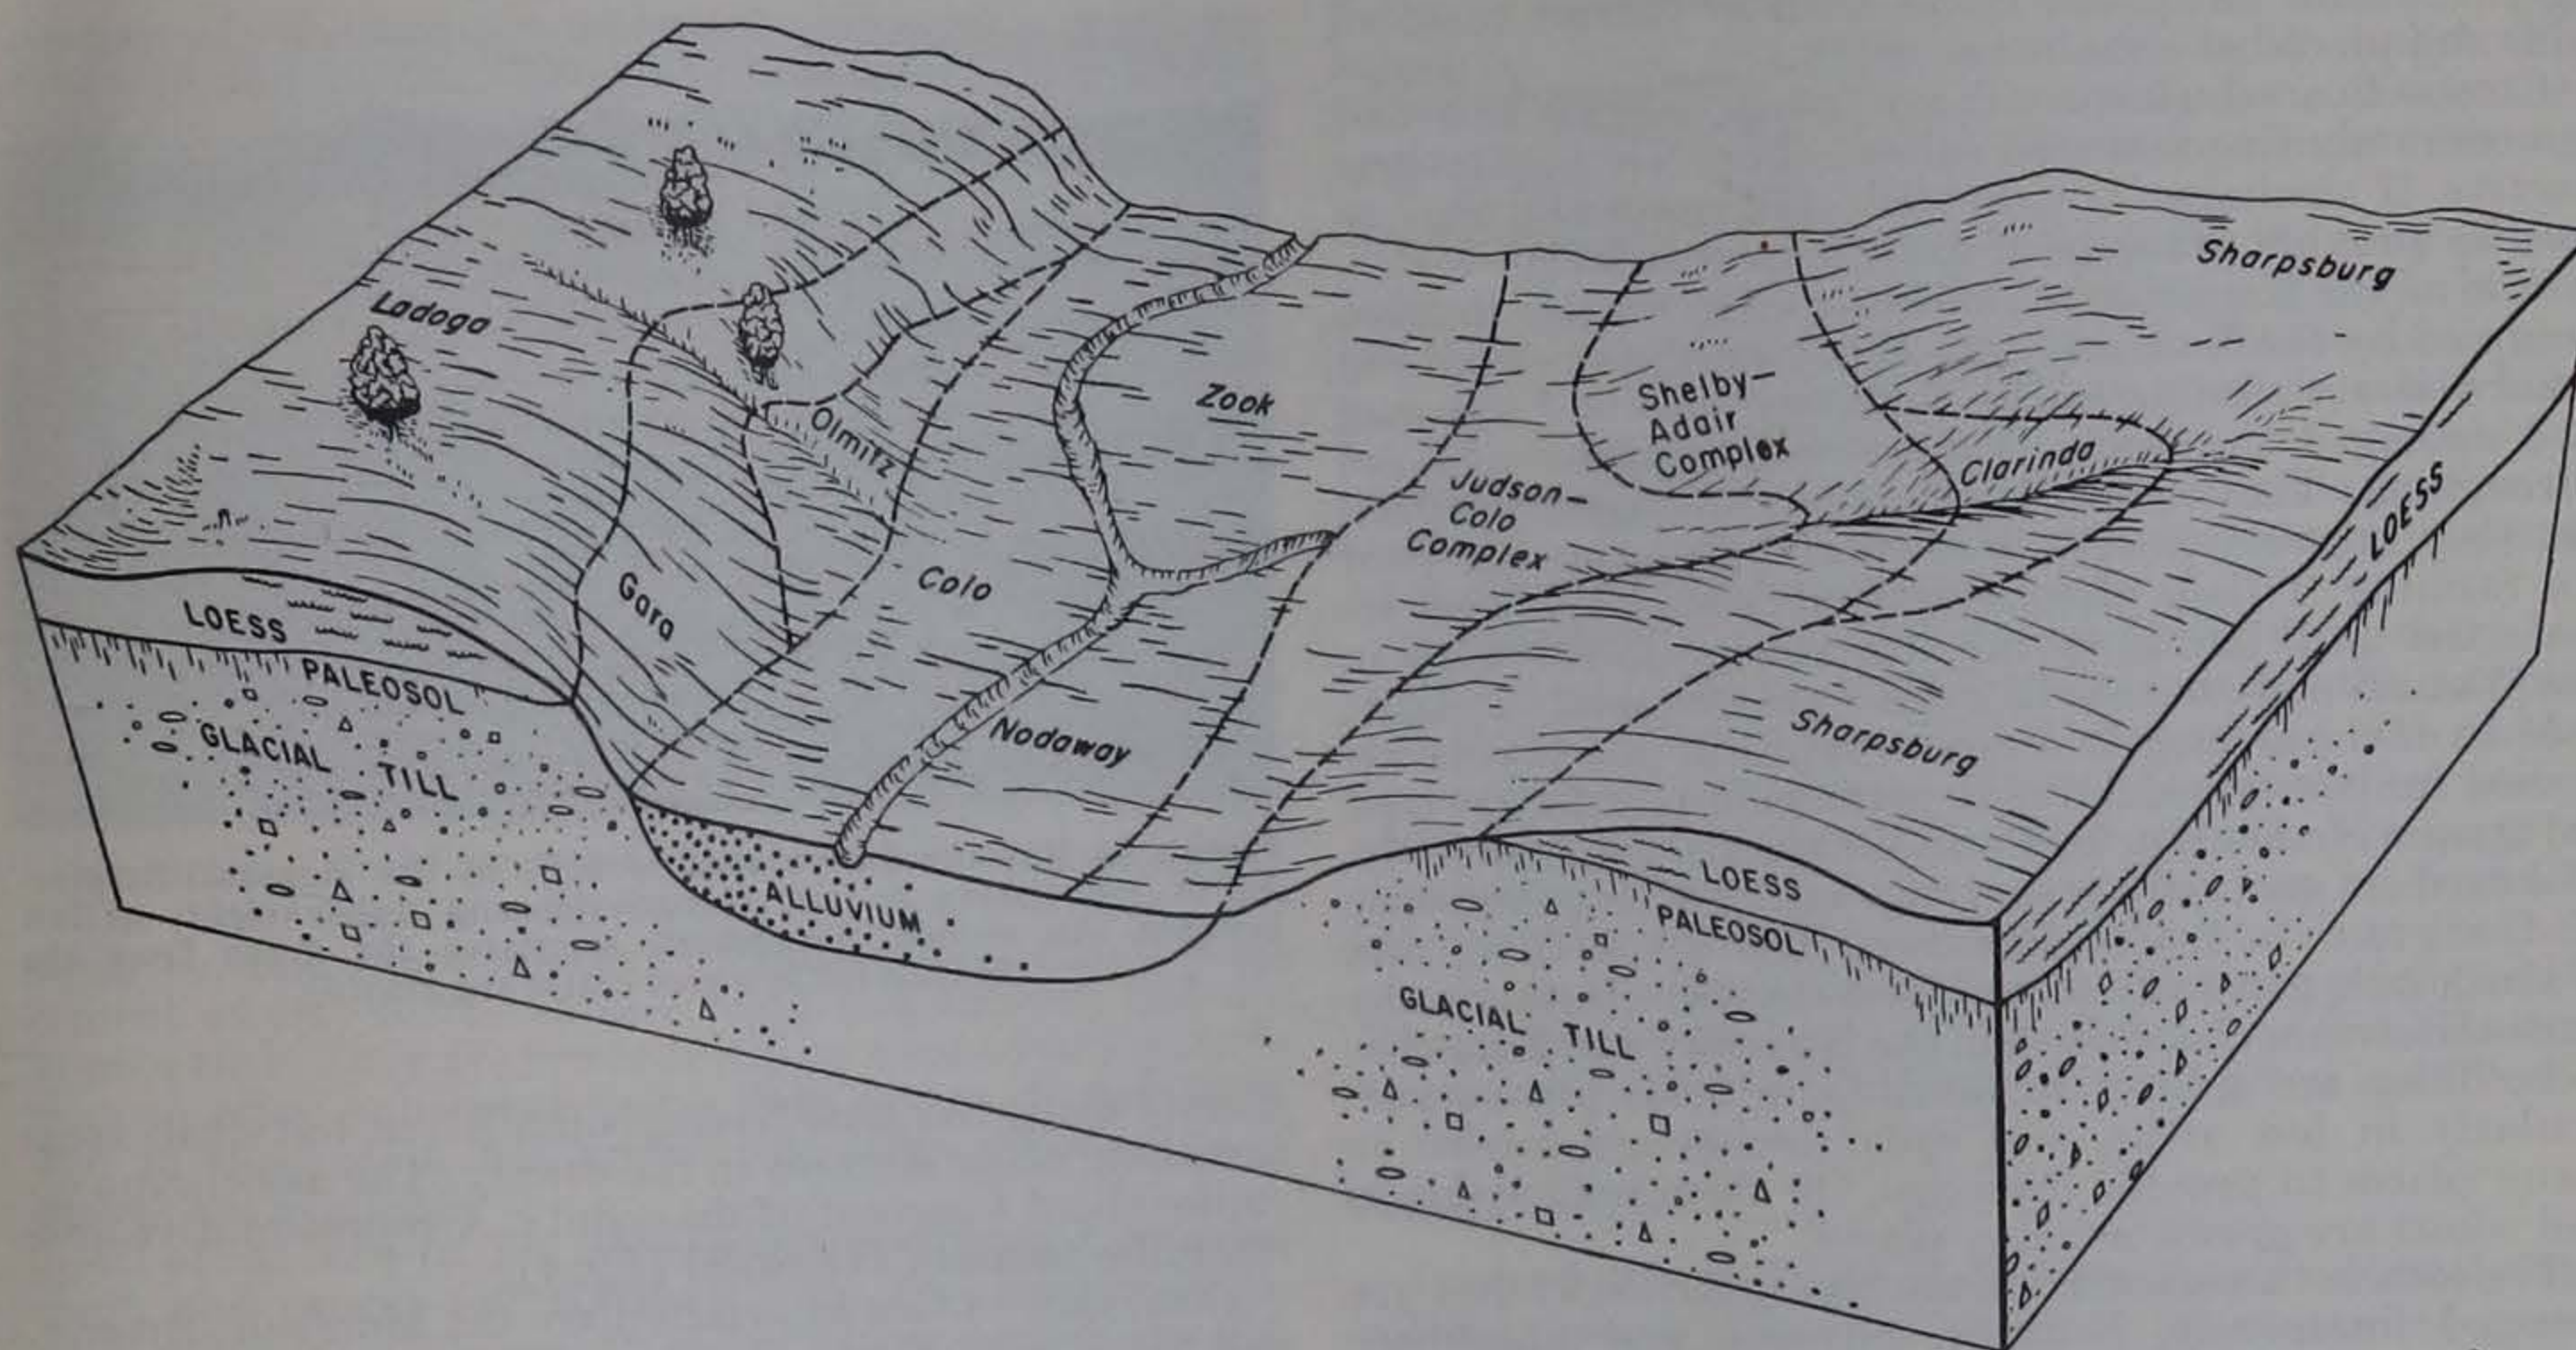 Sharpsburg
Ladoga
Zook
Shelby-
Adair
Complex
Olmitz
Clarinda
Judson-
Colo
Complex
LOESS
Gara
Colo
LOESS
PALEOSOL
GLACIAL TILL
Nodaway
Sharpsburg
ALLUVIUM
LOESS
PALEOSOL
GLACIAL TILL